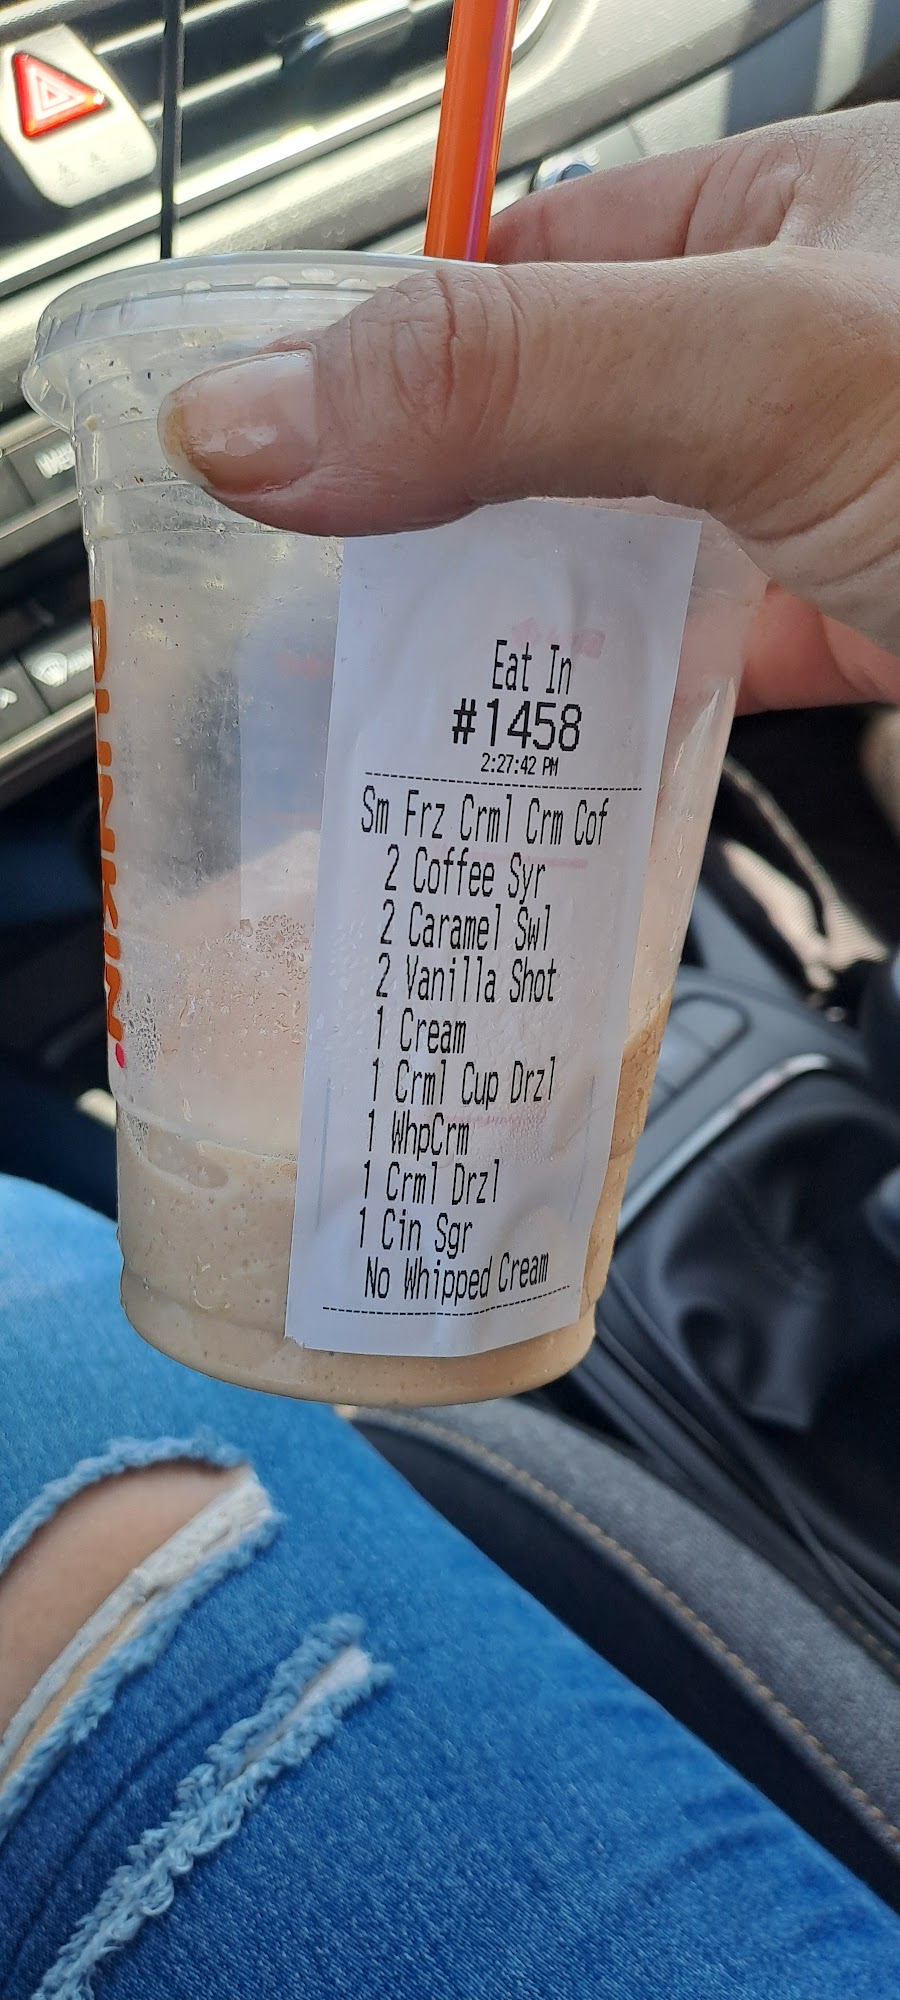 DUNKIN'
Eat In
#1458
2:27:42 PM
Sm Frz Crml Crm Cof
2 Coffee Syr
2 Caramel Swl
2 Vanilla Shot
1 Cream
1 Crml Cup Drzl
1 WhpCrm
1 Crml Drzl
1 Cin Sgr
No Whipped Cream